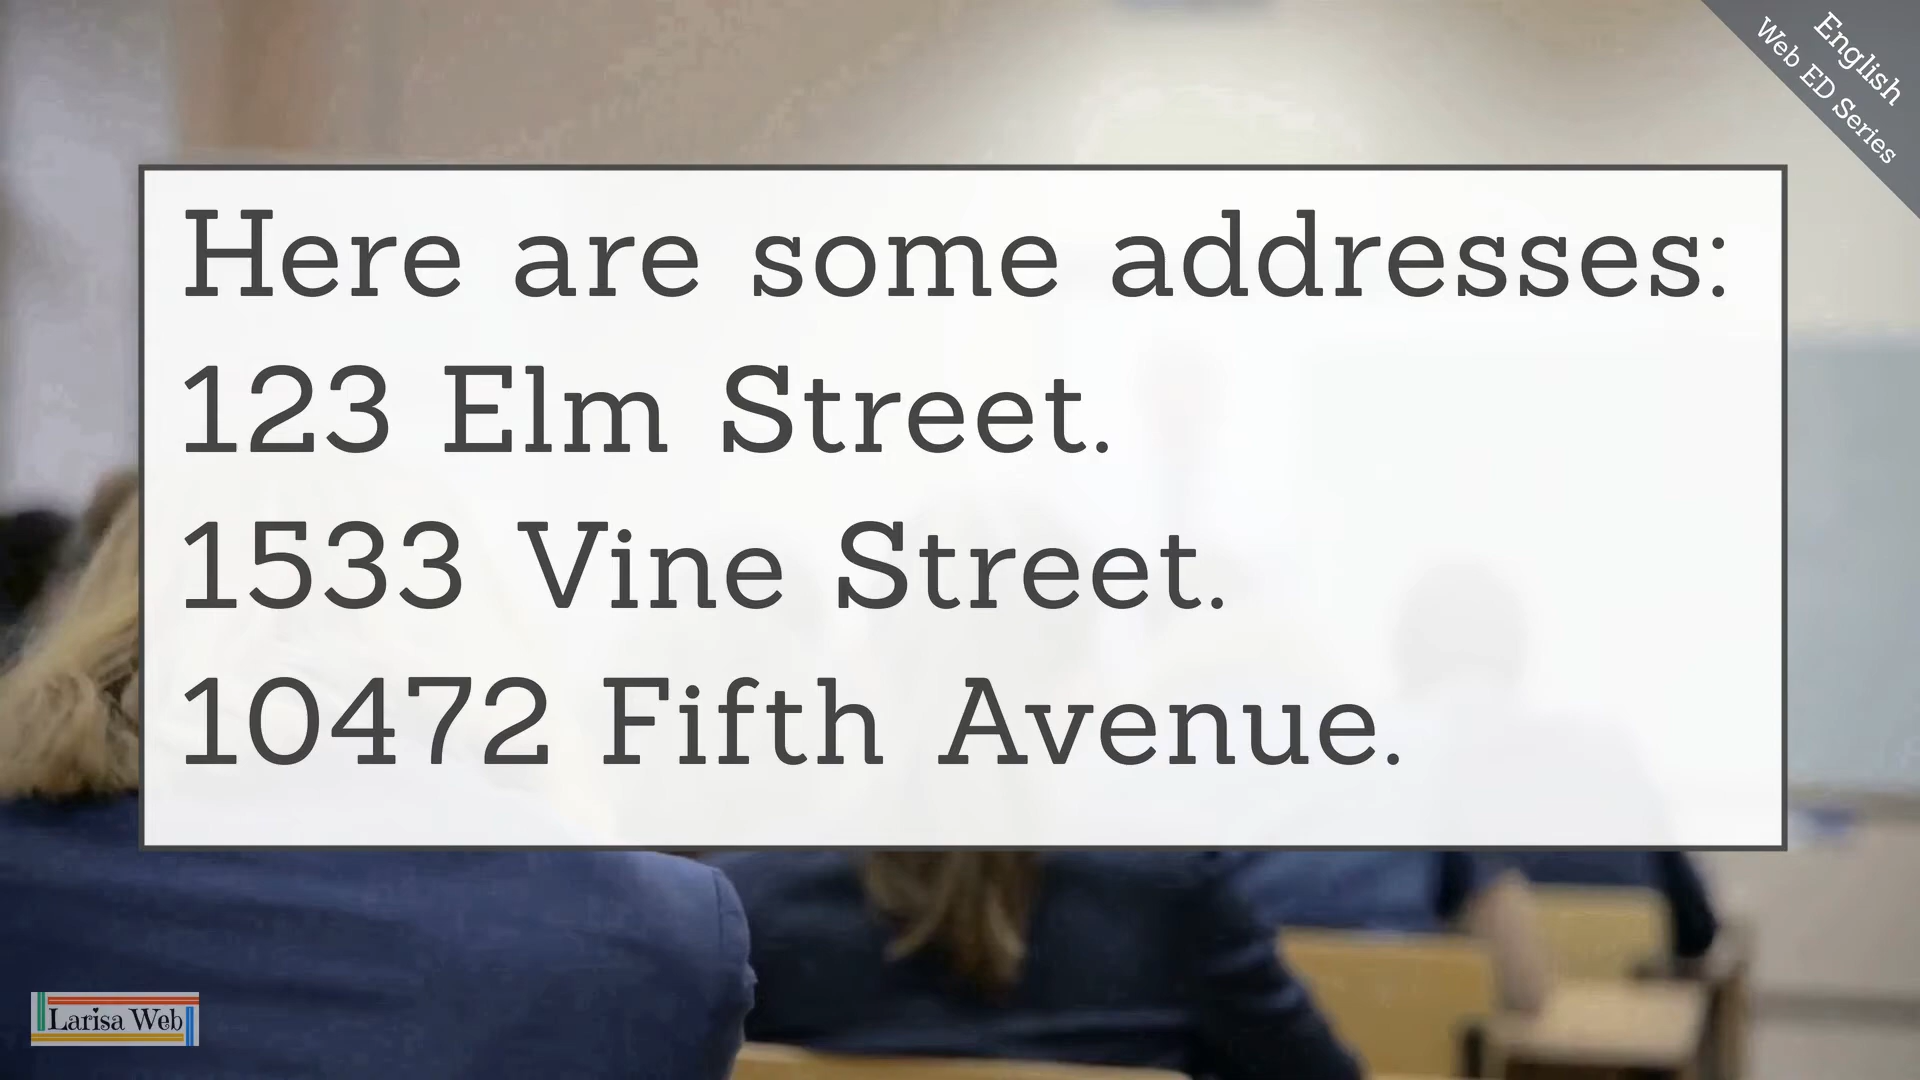 English
Web ED Series
Here are some addresses:
123 Elm Street.
1533 Vine Street.
10472 Fifth Avenue.
Larisa Web